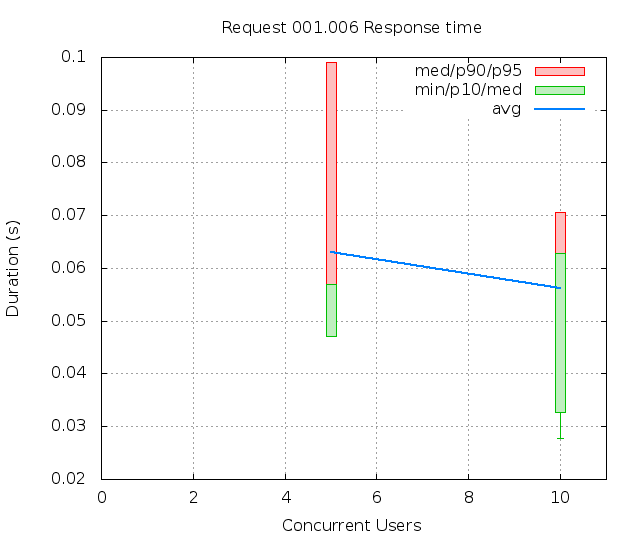 Request 001.006 Response time
med/p90/p95
min/p10/med
avg
0.1
0.09
0.08
0.07
0.06
0.05
0.04
0.03
0.02
Duration (s)
0 2 4 6 8 10
Concurrent Users